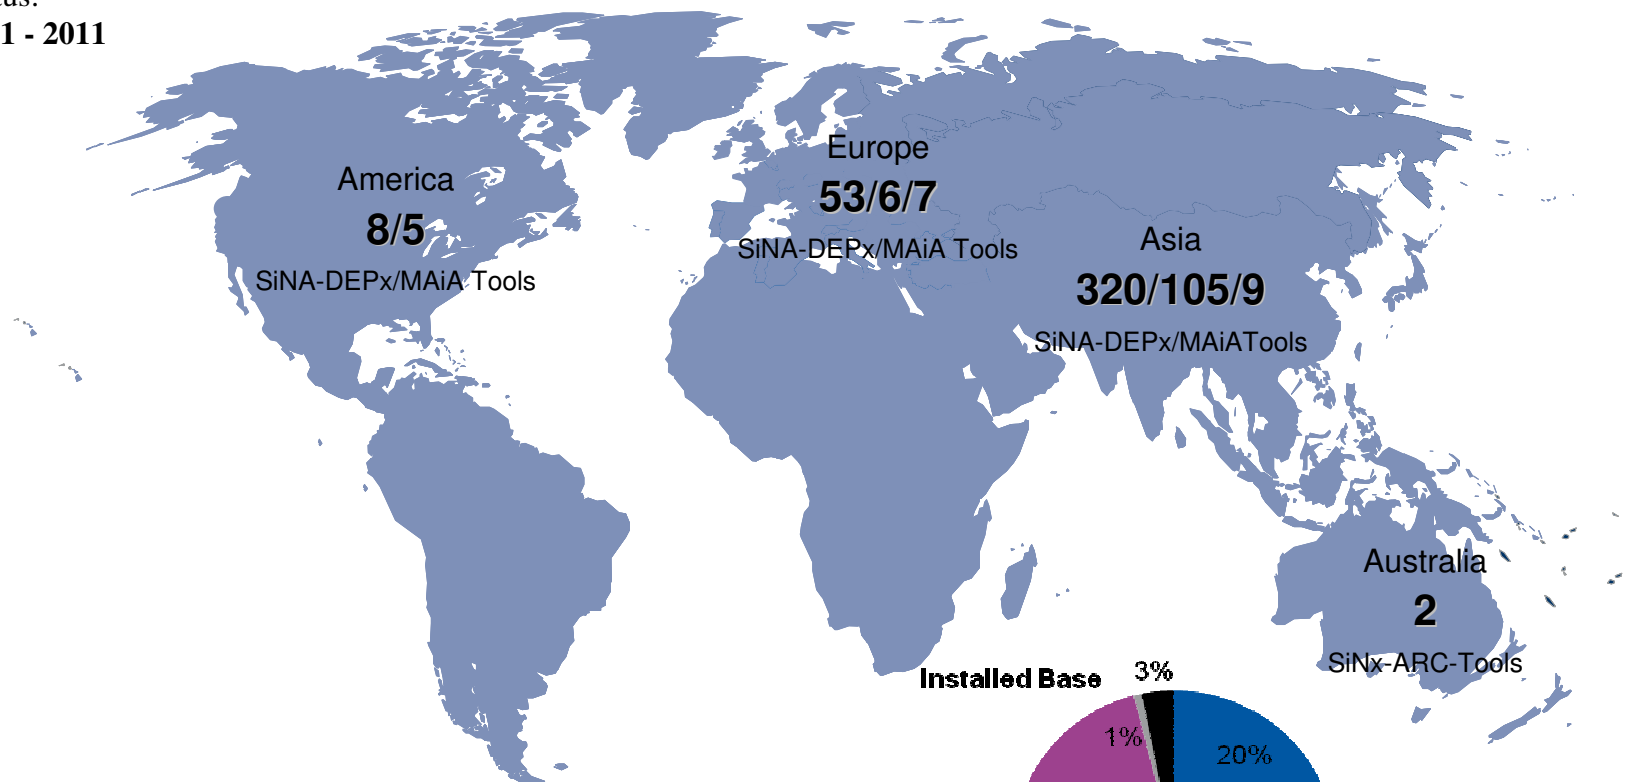 1 - 2011
America
8/5
SiNA-DEPx/MAiA Tools
Europe
53/6/7
SiNA-DEPx/MAiA Tools
Asia
320/105/9
SiNA-DEPx/MAiATools
Australia
2
SiNx-ARC-Tools
Installed Base
3%
1%
20%